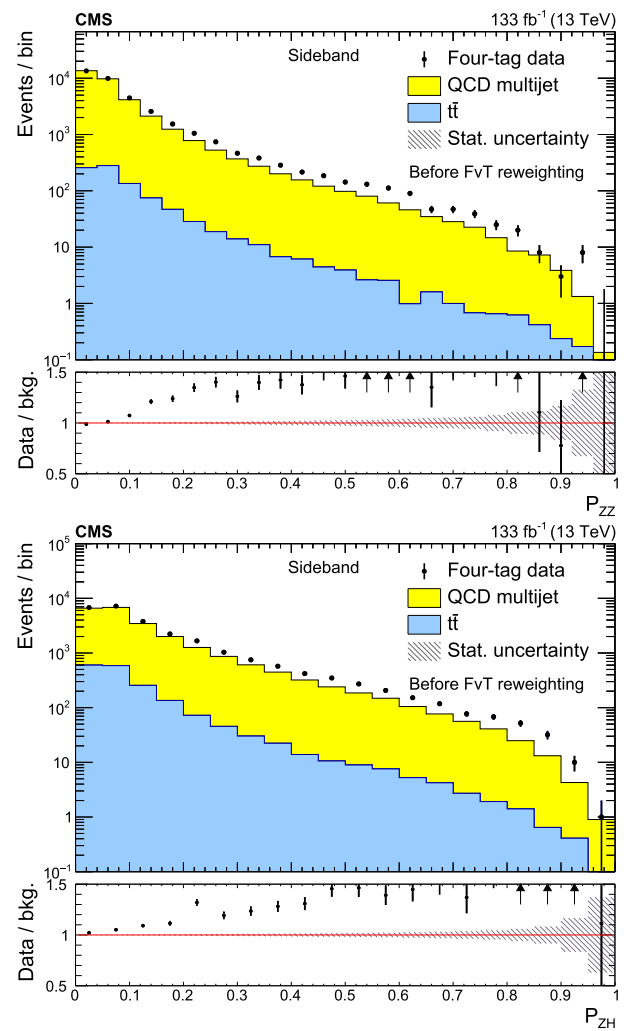 CMS 133 fb⁻¹ (13 TeV)
Events / bin
Sideband
Four-tag data
QCD multijet
tt̄
Stat. uncertainty
Before FvT reweighting
10⁴
10³
10²
10
1
10⁻¹
Data / bkg.
1.5
1
0.5
0 0.1 0.2 0.3 0.4 0.5 0.6 0.7 0.8 0.9 1
P_ZZ
CMS 133 fb⁻¹ (13 TeV)
Events / bin
Sideband
Four-tag data
QCD multijet
tt̄
Stat. uncertainty
Before FvT reweighting
10⁵
10⁴
10³
10²
10
1
10⁻¹
Data / bkg.
1.5
1
0.5
0 0.1 0.2 0.3 0.4 0.5 0.6 0.7 0.8 0.9 1
P_ZH